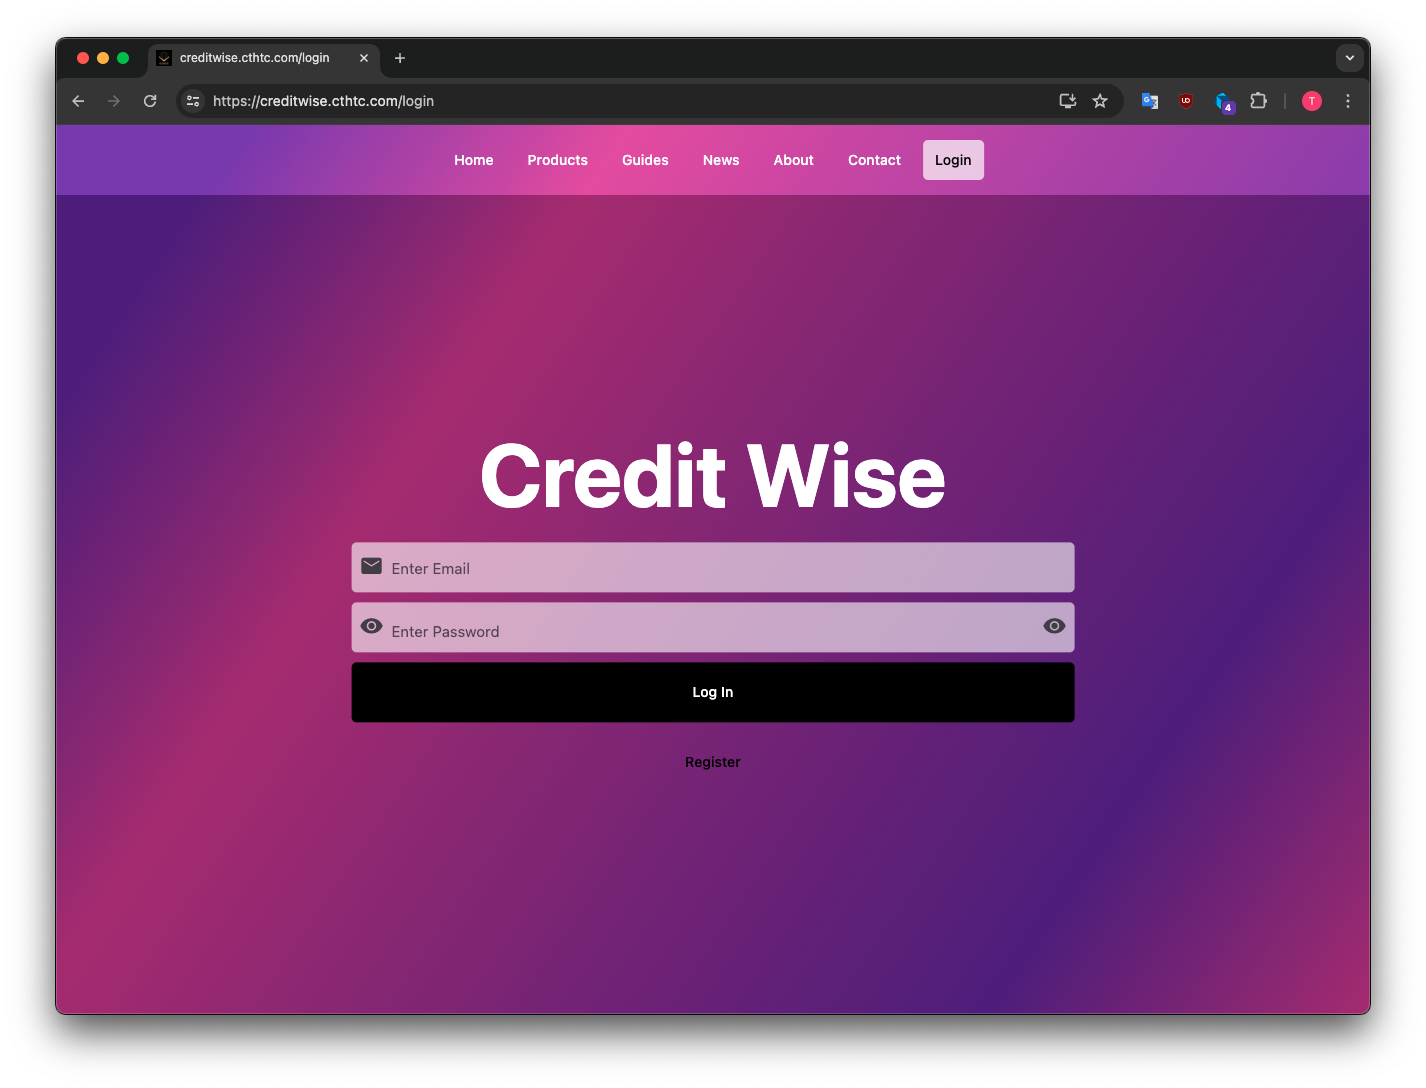 creditwise.cthtc.com/login
https://creditwise.cthtc.com/login
4
T
Home Products Guides News About Contact Login
Credit Wise
Enter Email
Enter Password
Log In
Register